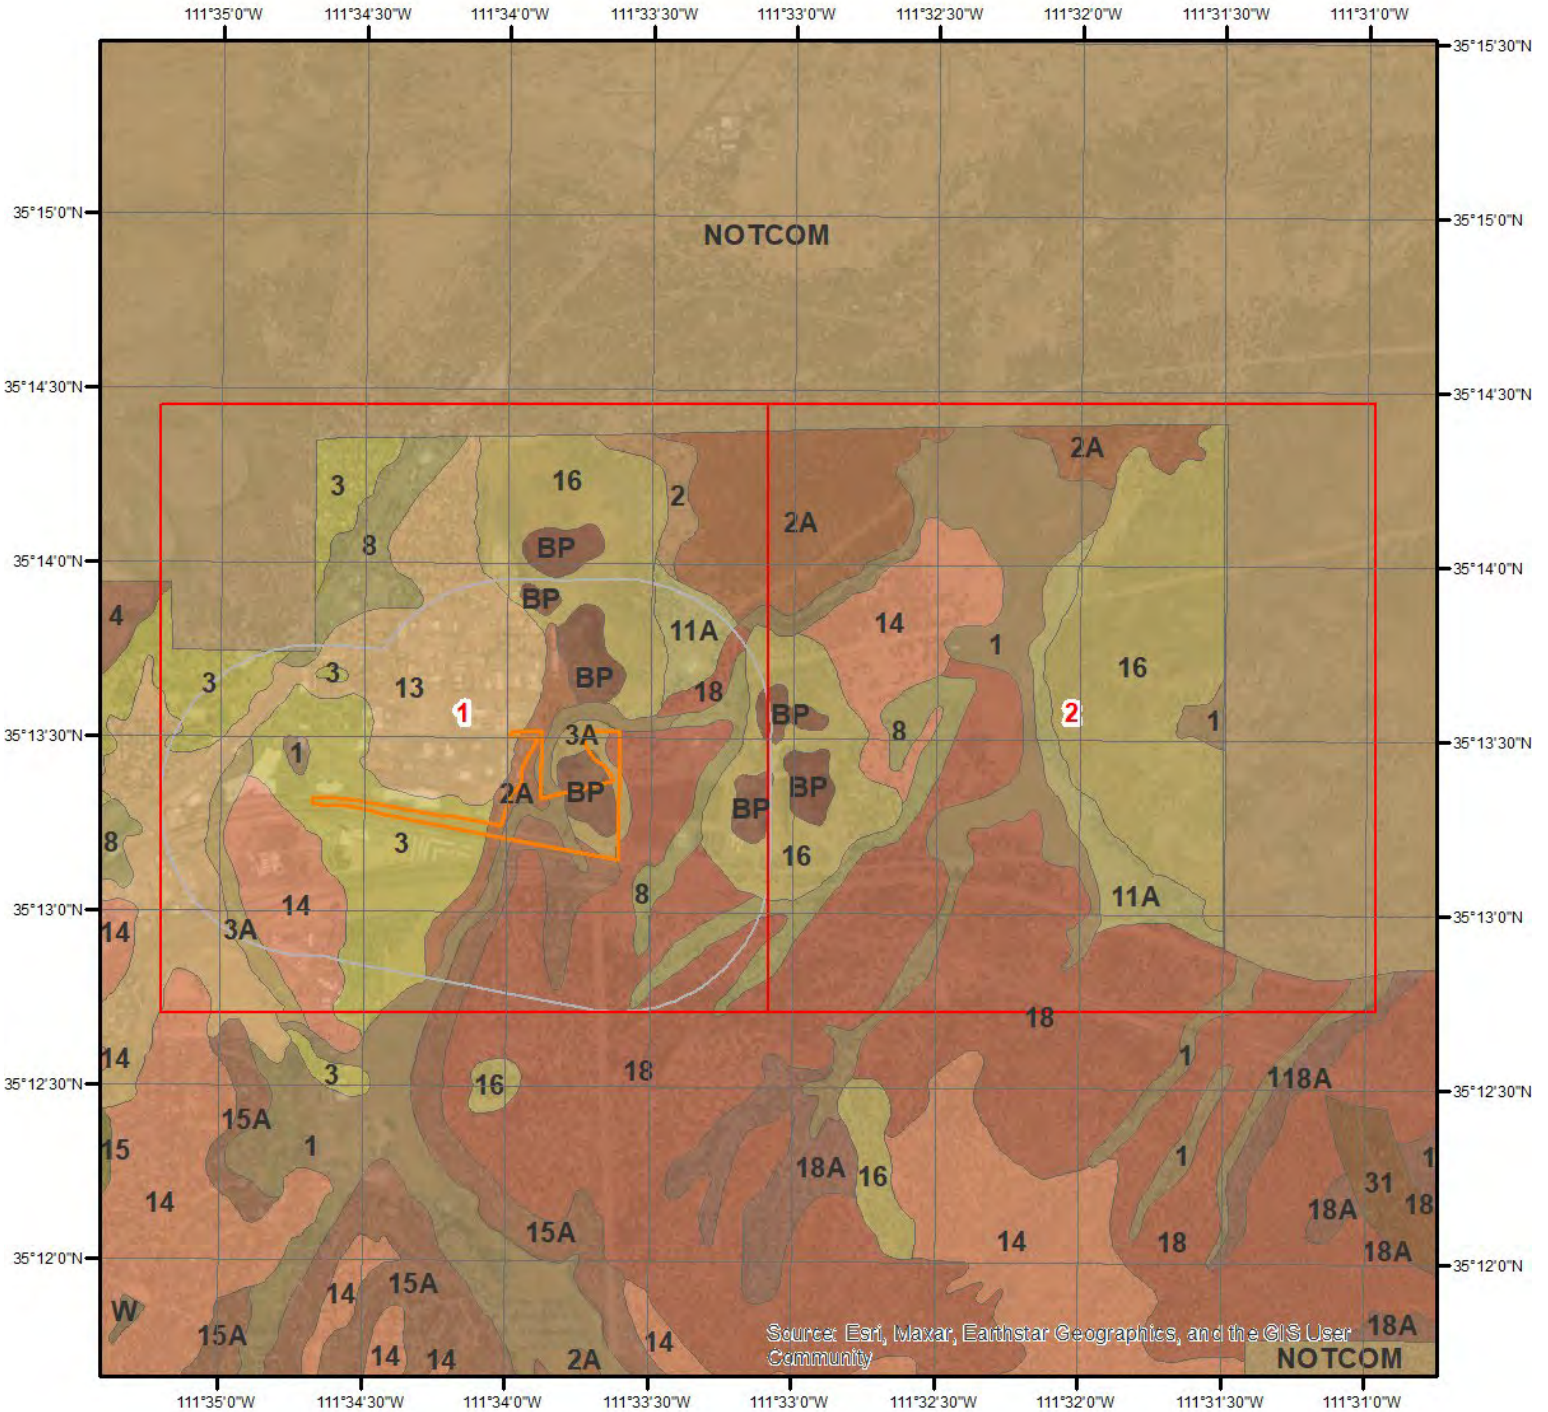 111°35'0"W 111°34'30"W 111°34'0"W 111°33'30"W 111°33'0"W 111°32'30"W 111°32'0"W 111°31'30"W 111°31'0"W
35°15'30"N
35°15'0"N 35°15'0"N
NOTCOM
35°14'30"N 35°14'30"N
2A
3 16 2
2A
8 BP
35°14'0"N 35°14'0"N
BP
4 11A 14
1
BP 16
3 3 13 18
1 BP 2 1
35°13'30"N 3A 8 35°13'30"N
1
2A BP BP BP
8 3 16
8 11A
14
35°13'0"N 14 3A 35°13'0"N
18
14 1
3 18 118A
35°12'30"N 16 35°12'30"N
15A
15 1 1 1
18A 16 31
14 18A 18
15A 14 18 18A
35°12'0"N 35°12'0"N
15A
14
W
15A 14 18A
Source: Esri, Maxar, Earthstar Geographics, and the GIS User
Community
14 14 2A NOTCOM
111°35'0"W 111°34'30"W 111°34'0"W 111°33'30"W 111°33'0"W 111°32'30"W 111°32'0"W 111°31'30"W 111°31'0"W